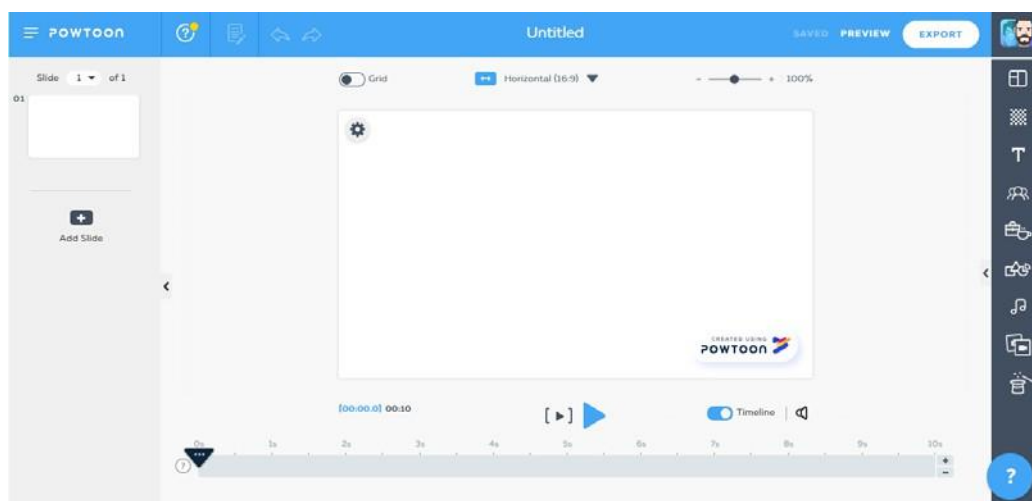 POWTOON
?
Untitled
SAVED PREVIEW EXPORT
Slide 1 of 1
Grid
Horizontal (16:9)
- + 100%
01
T
Add Slide
CREATED USING
POWTOON
[00:00.0] 00:10
Timeline
0s 1s 2s 3s 4s 5s 6s 7s 8s 9s 10s
?
+
-
?